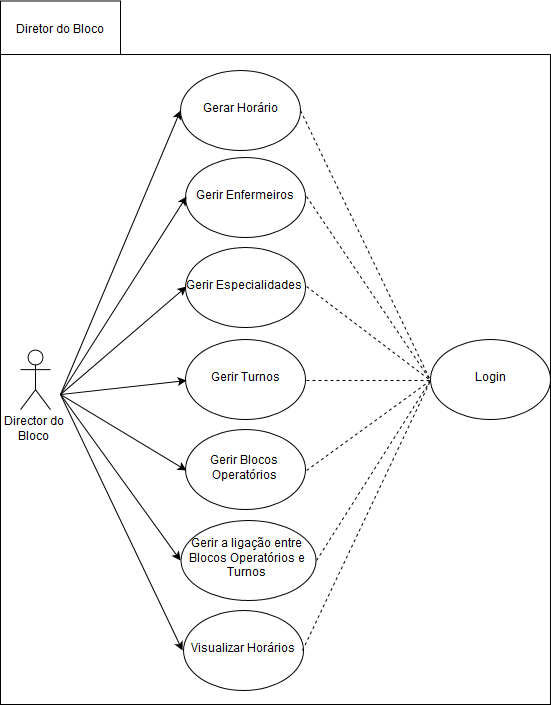 Diretor do Bloco
Gerar Horário
Gerir Enfermeiros
Gerir Especialidades
Gerir Turnos
Login
Director do
Bloco
Gerir Blocos
Operatórios
Gerir a ligação entre
Blocos Operatórios e
Turnos
Visualizar Horários